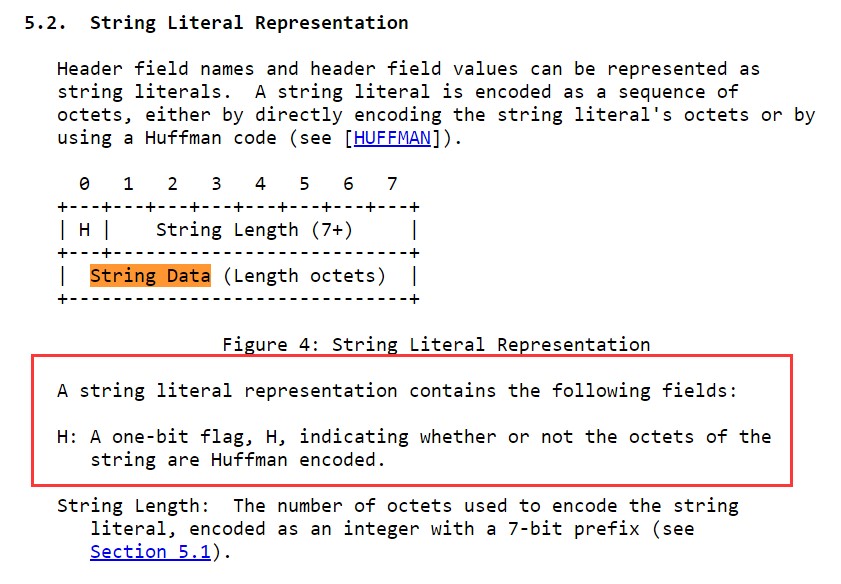 5.2.  String Literal Representation
Header field names and header field values can be represented as
string literals.  A string literal is encoded as a sequence of
octets, either by directly encoding the string literal's octets or by
using a Huffman code (see [HUFFMAN]).
  0   1   2   3   4   5   6   7
+---+---+---+---+---+---+---+---+
| H |    String Length (7+)     |
+---+---------------------------+
|  String Data (Length octets)  |
+-------------------------------+
Figure 4: String Literal Representation
A string literal representation contains the following fields:
H: A one-bit flag, H, indicating whether or not the octets of the
string are Huffman encoded.
String Length:  The number of octets used to encode the string
literal, encoded as an integer with a 7-bit prefix (see
Section 5.1).